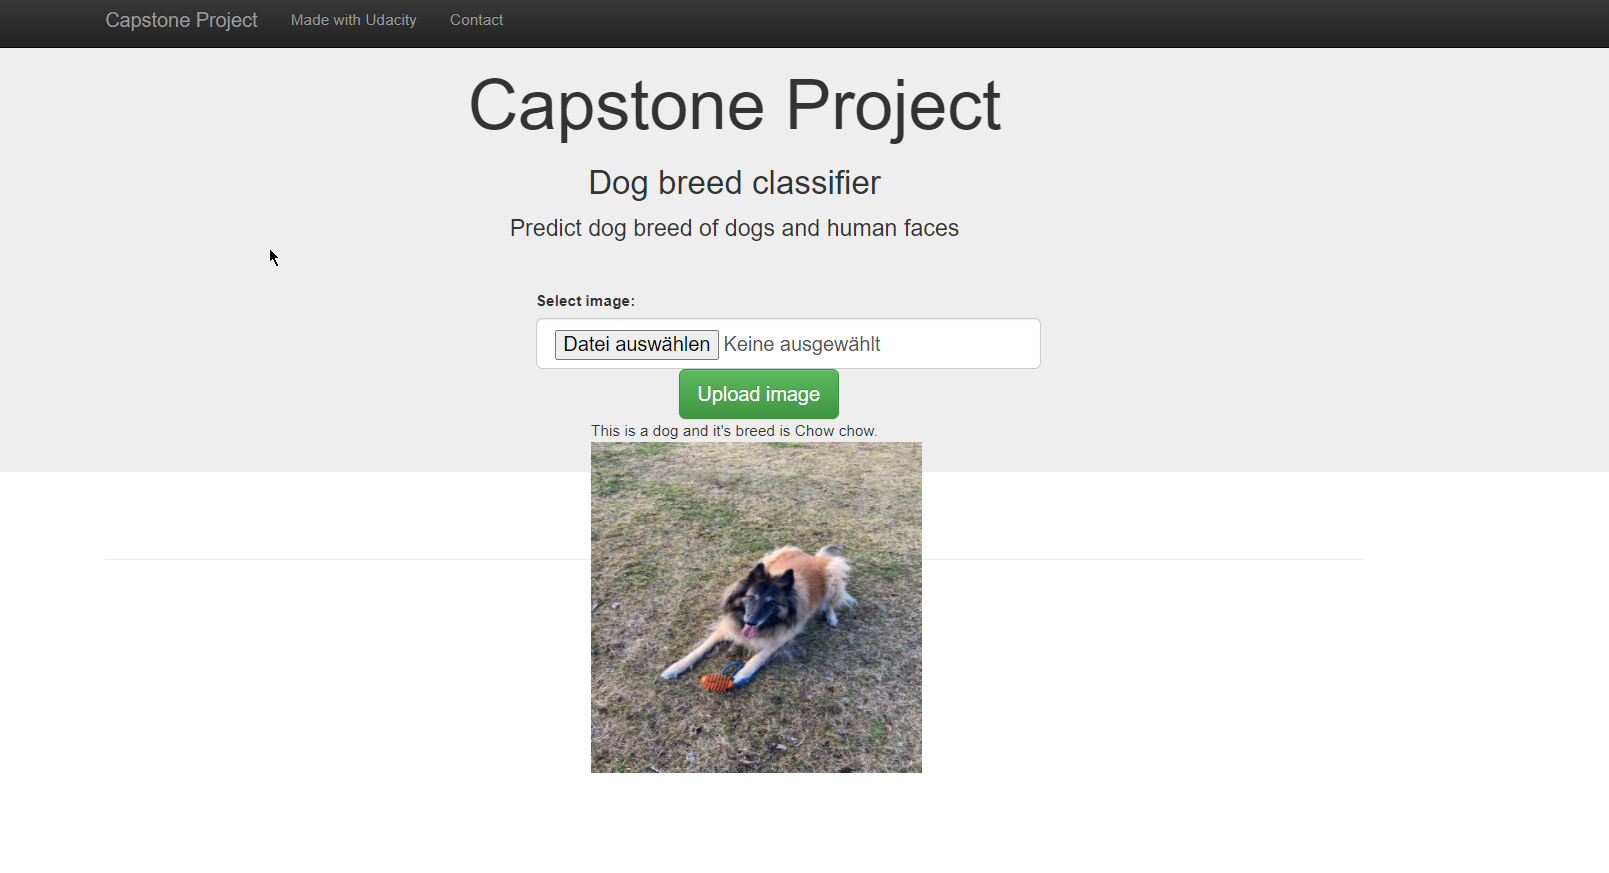 Capstone Project Made with Udacity Contact
Capstone Project
Dog breed classifier
Predict dog breed of dogs and human faces
Select image:
Datei auswählen Keine ausgewählt
Upload image
This is a dog and it's breed is Chow chow.